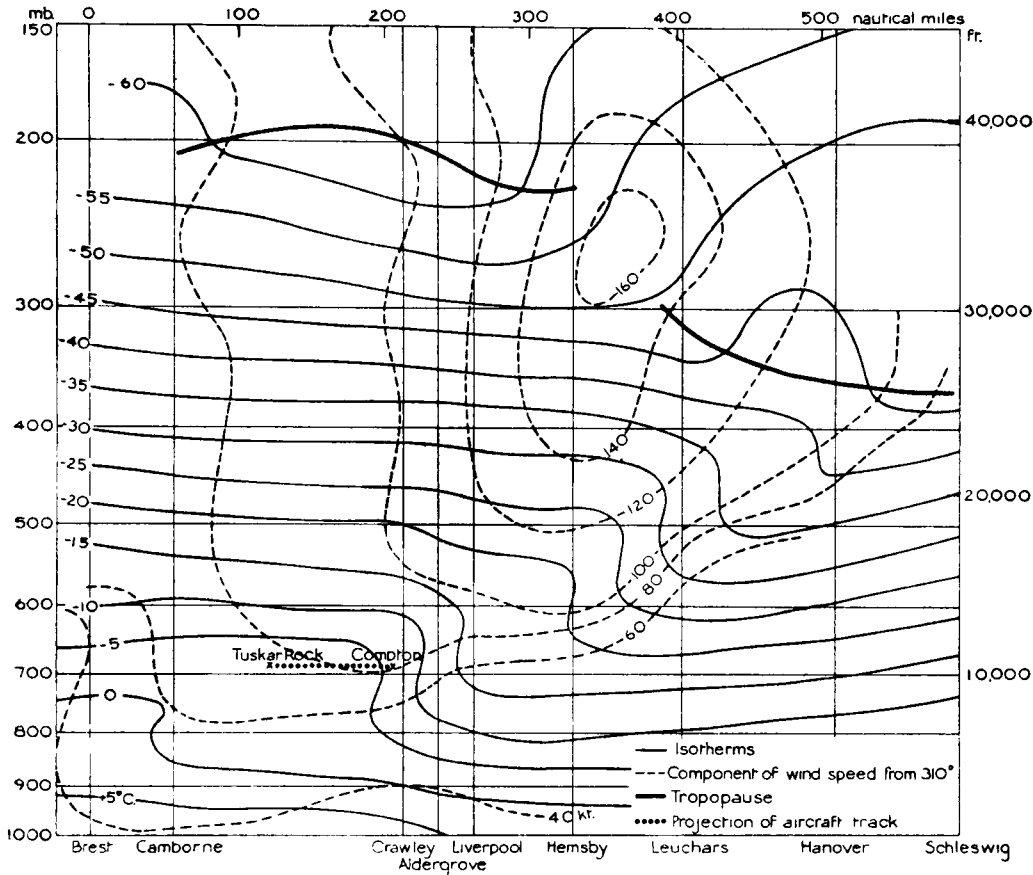 mb. 0 100 200 300 400 500 nautical miles
150 ft.
-60
200 40,000
-55
-50
-160
300 -45 30,000
-40
-35
400 -30
140
-25
-120
20,000
-20
500
-15
100
80
600 -10
60
-5
Tuskar Rock Compton
700 10,000
0
800
Isotherms
Component of wind speed from 310°
900
+5°C.
Tropopause
40 kt.
Projection of aircraft track
1000
Brest Camborne Crawley Liverpool Hemsby Leuchars Hanover Schleswig
Aldergrove